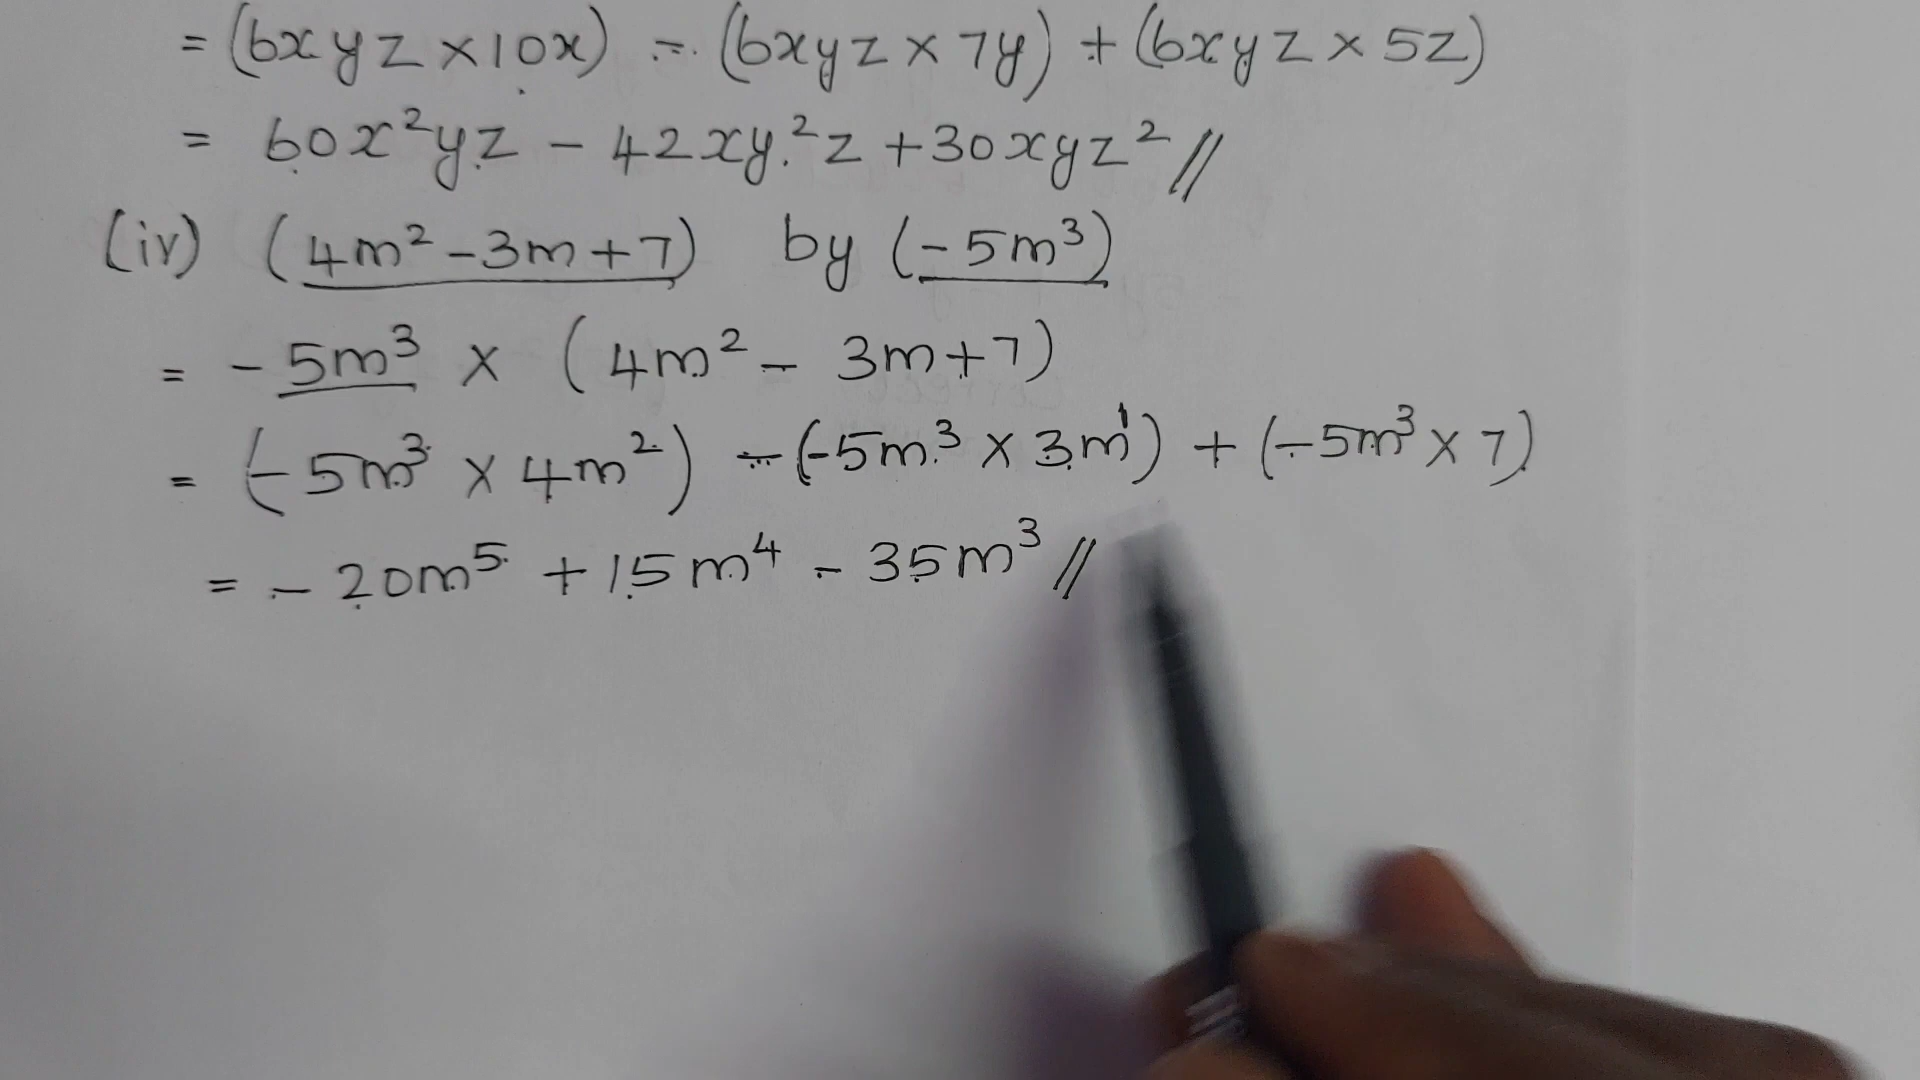 = (6xyz × 10x) - (6xyz × 7y) + (6xyz × 5z)
= 60x²yz - 42xy²z + 30xyz² //
(iv) (4m² - 3m + 7) by (-5m³)
= -5m³ × (4m² - 3m + 7)
= (-5m³ × 4m²) - (-5m³ × 3m¹) + (-5m³ × 7)
= -20m⁵ + 15m⁴ - 35m³ //